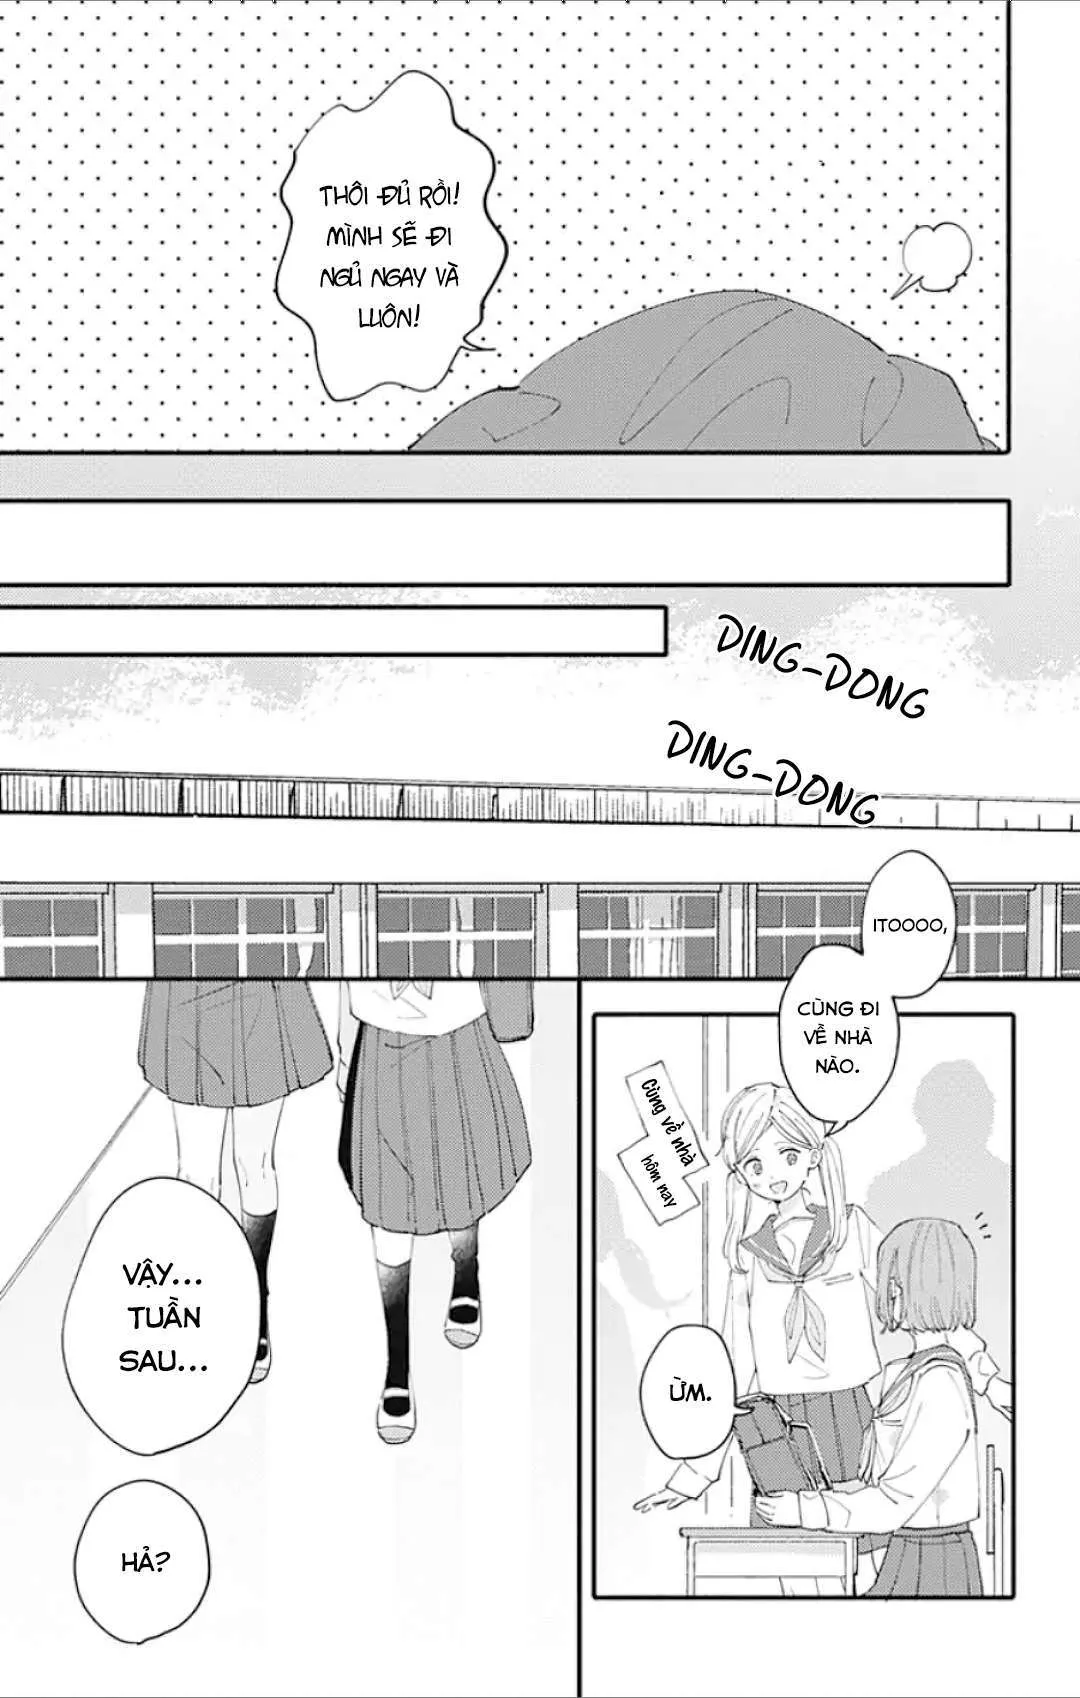 THÔI ĐỦ RỒI!
MÌNH SẼ ĐI
NGỦ NGAY VÀ
LUÔN!
DING-DONG
DING-DONG
ITOOOO,
CÙNG ĐI
VỀ NHÀ
NÀO.
Cùng về nhà
hôm nay
ỪM.
VẬY...
TUẦN
SAU...
HẢ?